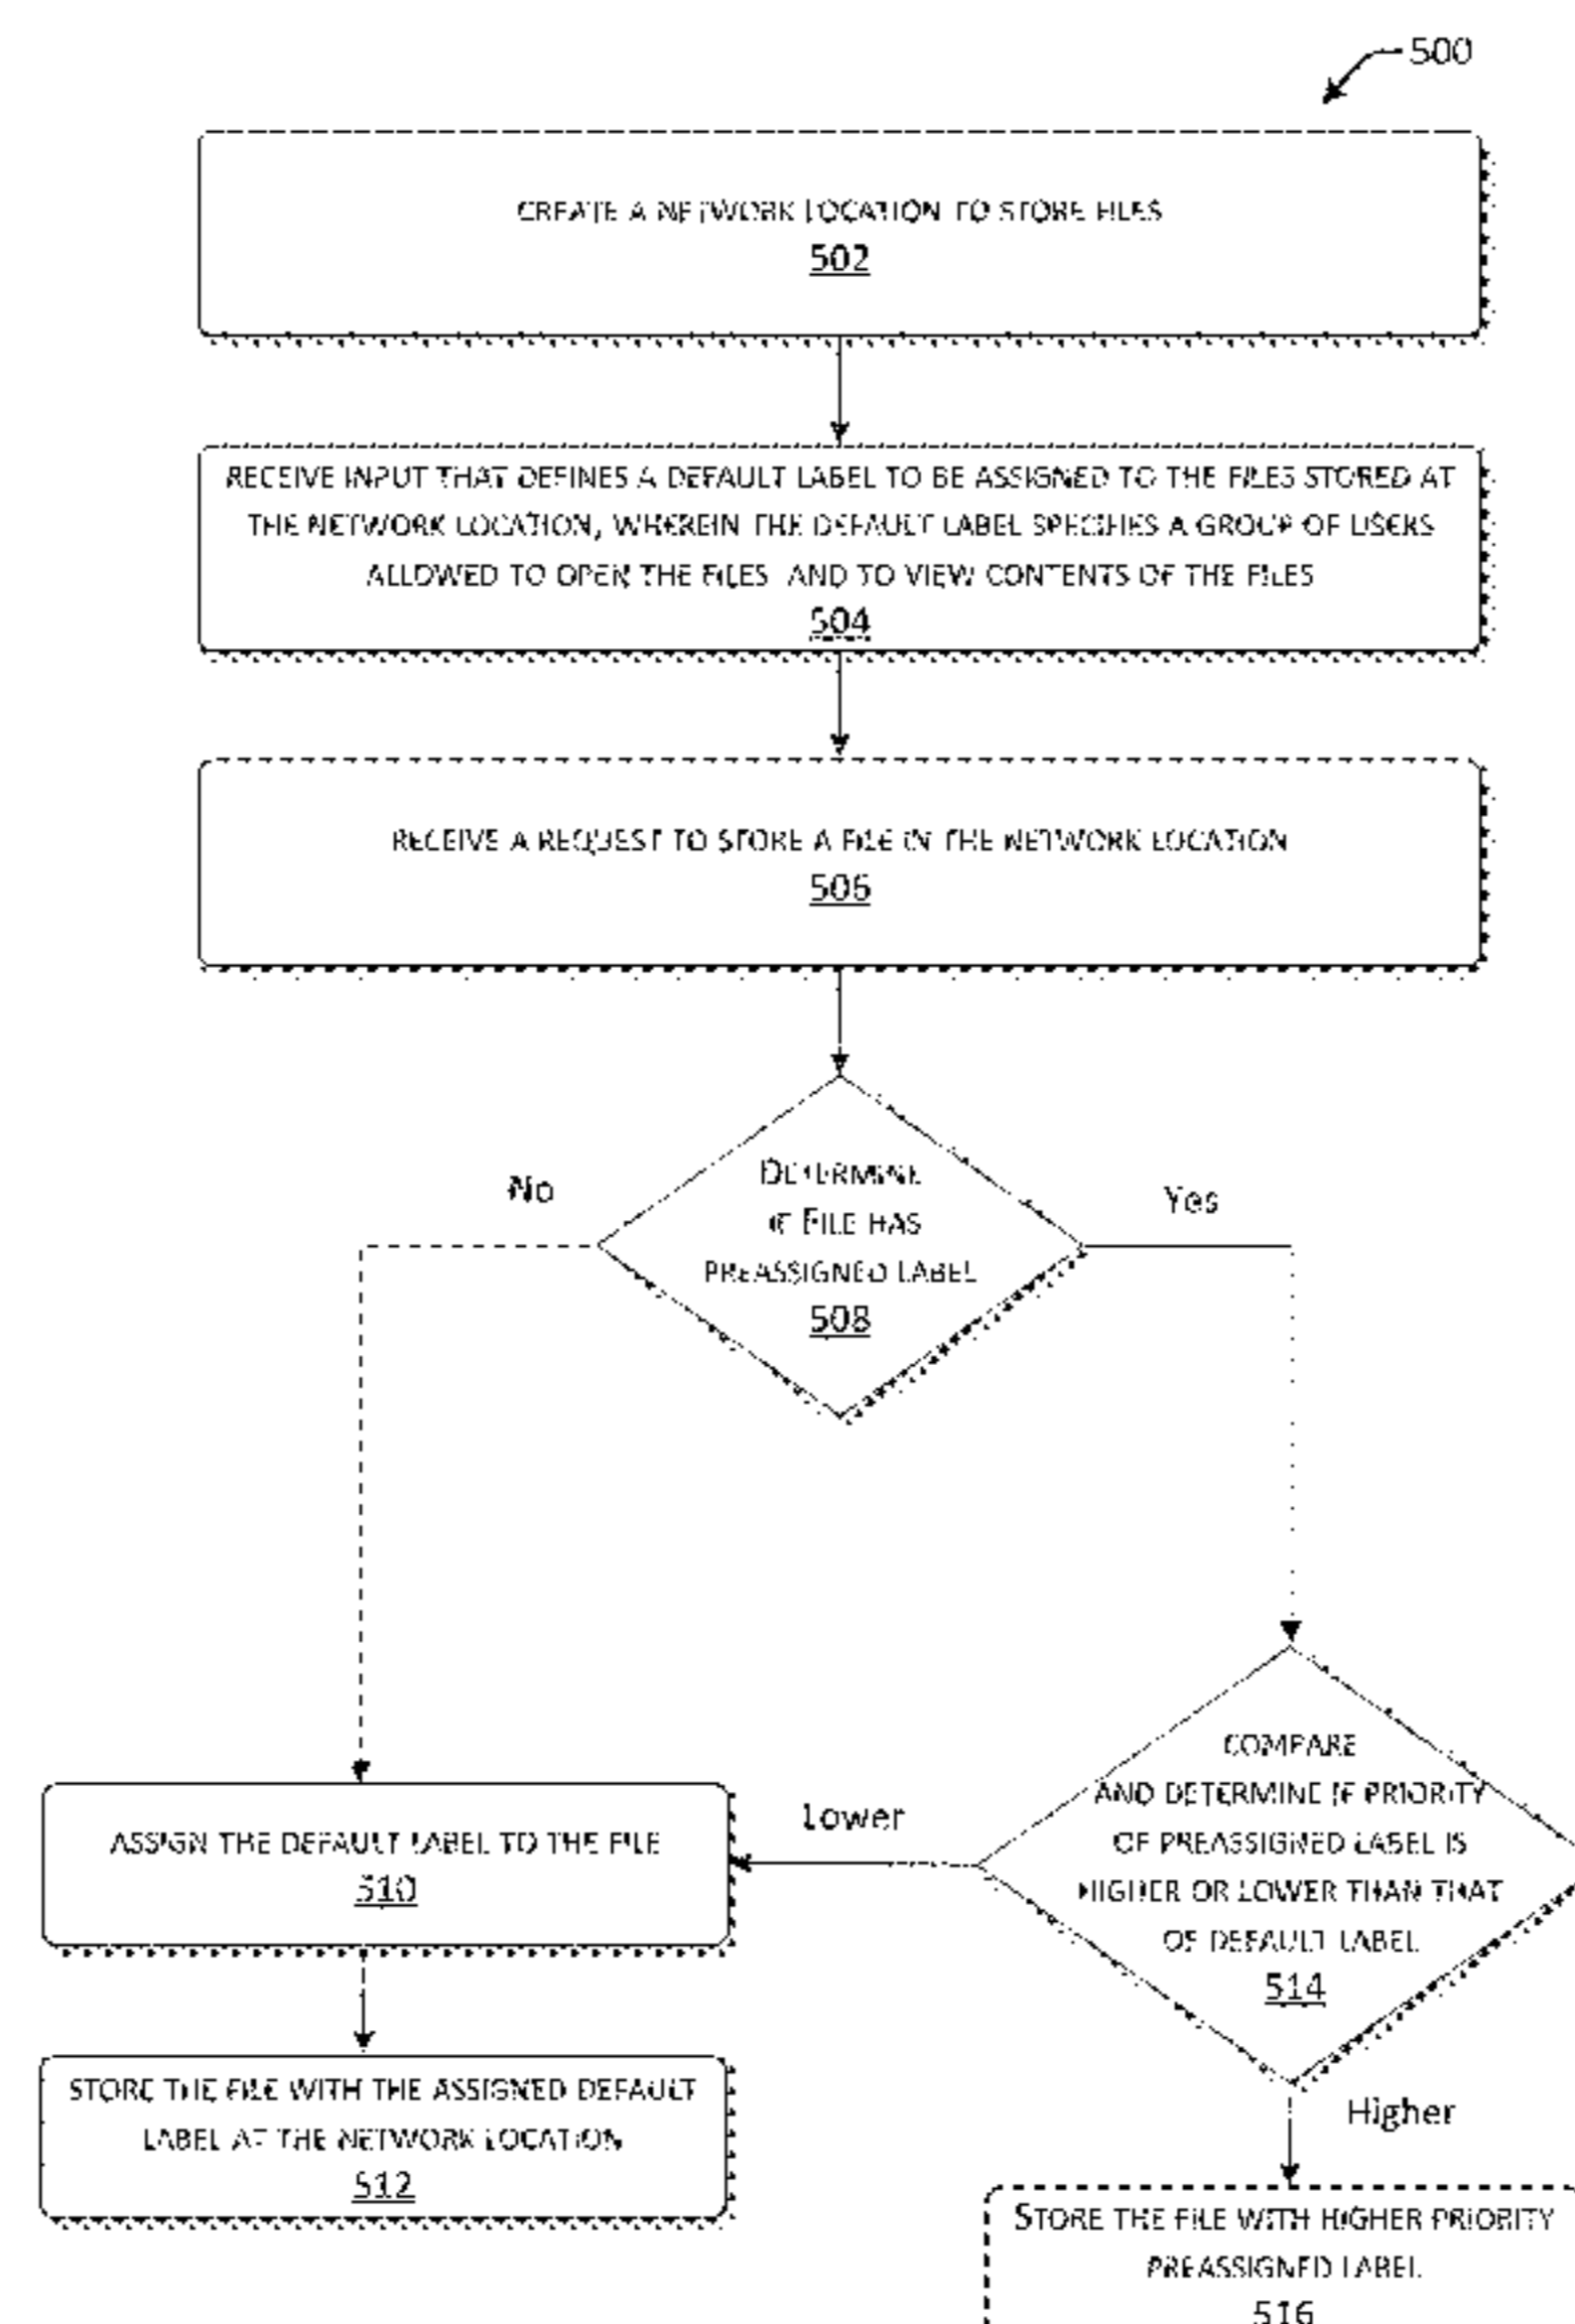 500
CREATE A NETWORK LOCATION TO STORE FILES
502
RECEIVE INPUT THAT DEFINES A DEFAULT LABEL TO BE ASSIGNED TO THE FILES STORED AT
THE NETWORK LOCATION, WHEREIN THE DEFAULT LABEL SPECIFIES A GROUP OF USERS
ALLOWED TO OPEN THE FILES AND TO VIEW CONTENTS OF THE FILES
504
RECEIVE A REQUEST TO STORE A FILE IN THE NETWORK LOCATION
506
No
Yes
DETERMINE
IF FILE HAS
PREASSIGNED LABEL
508
COMPARE
AND DETERMINE IF PRIORITY
OF PREASSIGNED LABEL IS
HIGHER OR LOWER THAN THAT
OF DEFAULT LABEL
514
Lower
ASSIGN THE DEFAULT LABEL TO THE FILE
510
STORE THE FILE WITH THE ASSIGNED DEFAULT
LABEL AT THE NETWORK LOCATION
512
Higher
STORE THE FILE WITH HIGHER PRIORITY
PREASSIGNED LABEL
516